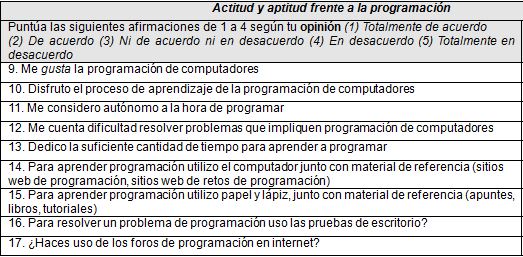 Actitud y aptitud frente a la programación
Puntúa las siguientes afirmaciones de 1 a 4 según tu opinión (1) Totalmente de acuerdo
(2) De acuerdo (3) Ni de acuerdo ni en desacuerdo (4) En desacuerdo (5) Totalmente en
desacuerdo
9. Me gusta la programación de computadores
10. Disfruto el proceso de aprendizaje de la programación de computadores
11. Me considero autónomo a la hora de programar
12. Me cuenta dificultad resolver problemas que impliquen programación de computadores
13. Dedico la suficiente cantidad de tiempo para aprender a programar
14. Para aprender programación utilizo el computador junto con material de referencia (sitios
web de programación, sitios web de retos de programación)
15. Para aprender programación utilizo papel y lápiz, junto con material de referencia (apuntes,
libros, tutoriales)
16. Para resolver un problema de programación uso las pruebas de escritorio?
17. ¿Haces uso de los foros de programación en internet?